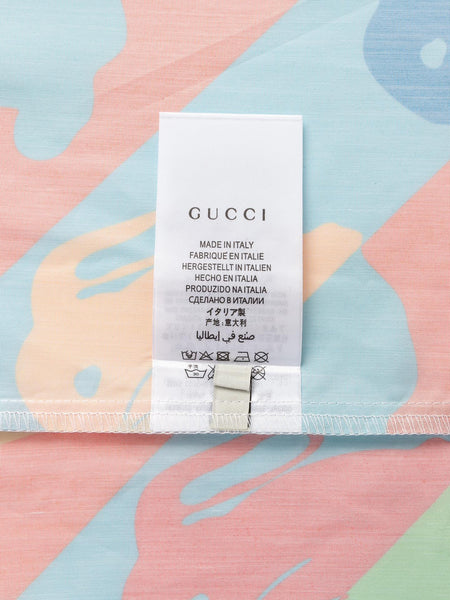 GUCCI
MADE IN ITALY
FABRIQUE EN ITALIE
HERGESTELLT IN ITALIEN
HECHO EN ITALIA
PRODUZIDO NA ITALIA
СДЕЛАНО В ИТАЛИИ
イタリア製
产地:意大利
صنع في إيطاليا